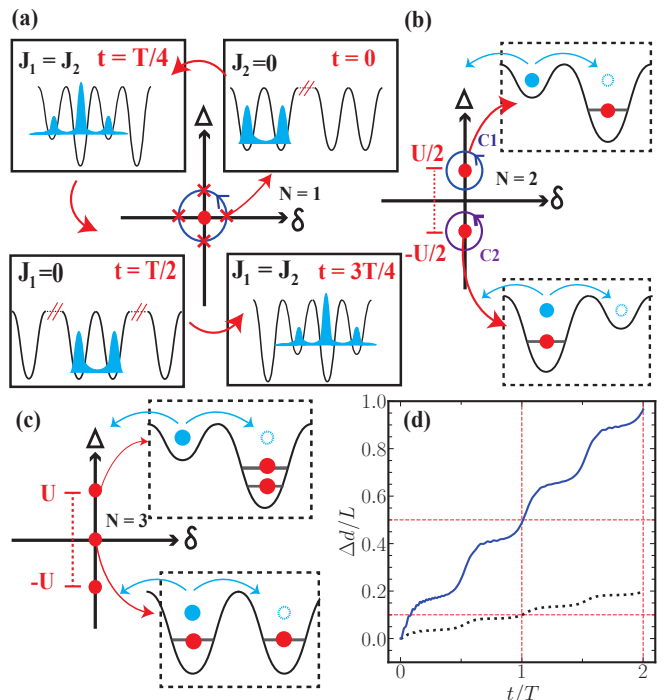 (a)
J₁ = J₂ t = T/4
J₂=0 t = 0
Δ
δ
N = 1
J₁=0 t = T/2
J₁ = J₂ t = 3T/4
(b)
Δ
C1
U/2
N = 2
-U/2
C2
δ
(c)
Δ
U
N = 3
-U
δ
(d)
Δd/L
1.0
0.8
0.6
0.4
0.2
0.0
0 1 2
t/T